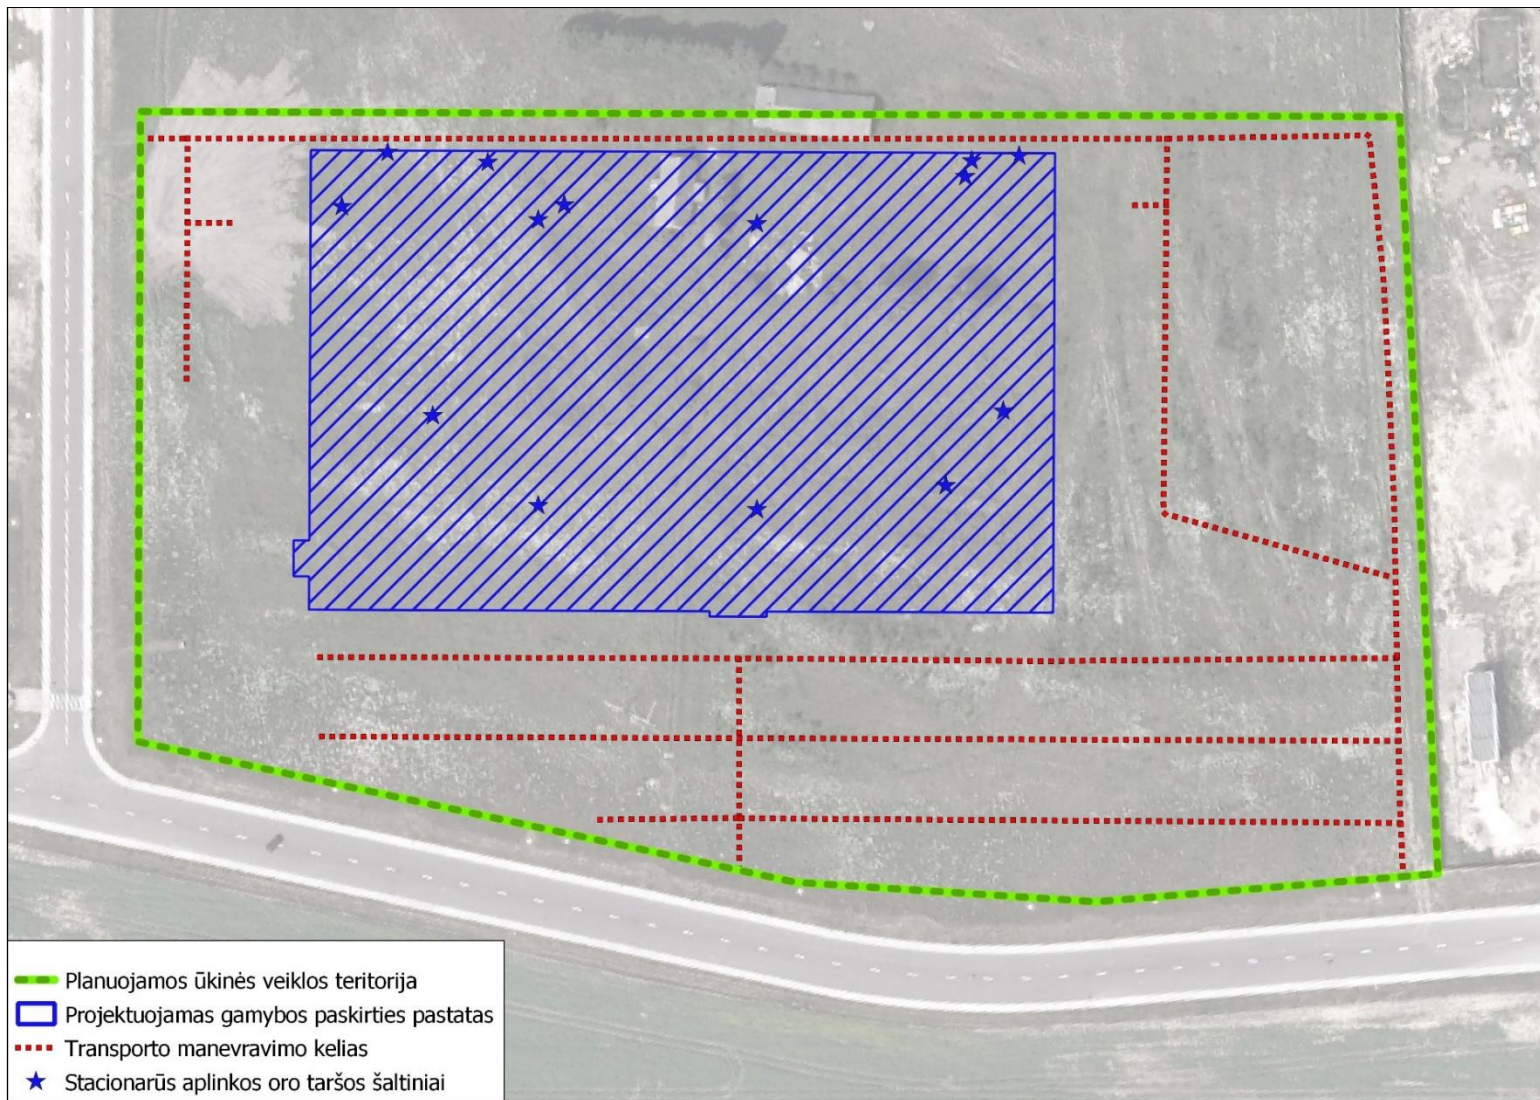 Planuojamos ūkinės veiklos teritorija
Projektuojamas gamybos paskirties pastatas
Transporto manevravimo kelias
Stacionarūs aplinkos oro taršos šaltiniai